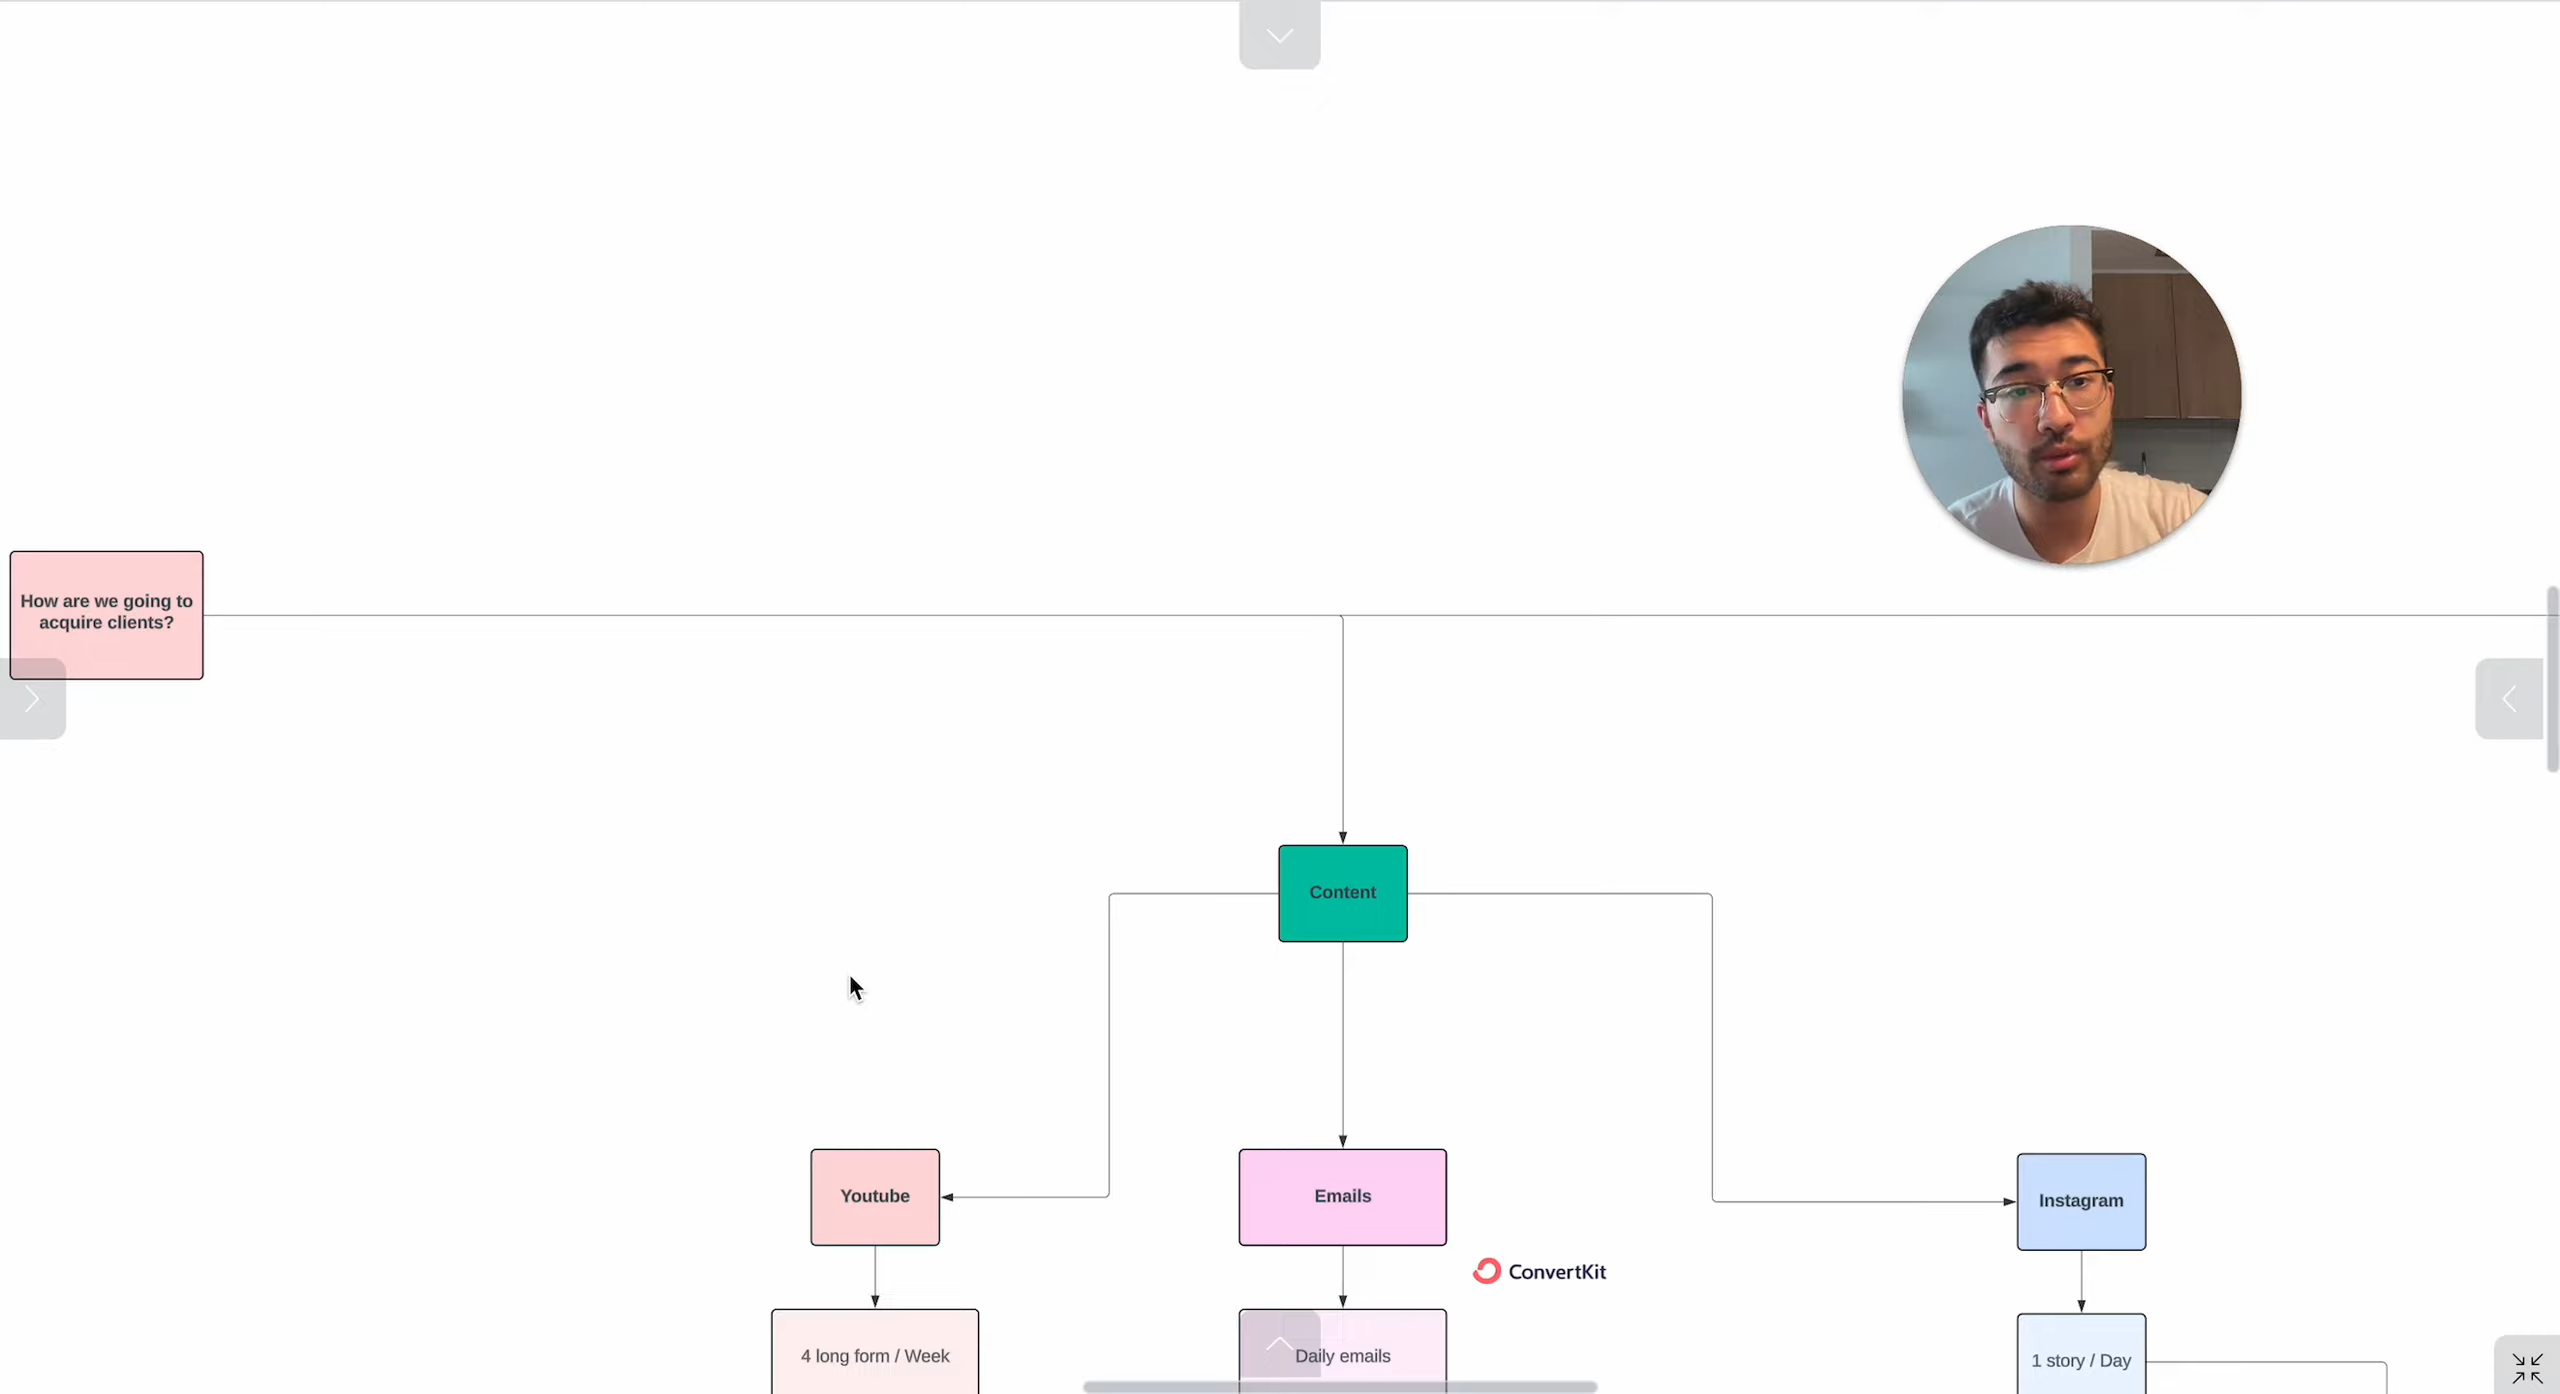 How are we going to
acquire clients?
Content
Youtube
Emails
Instagram
ConvertKit
4 long form / Week
Daily emails
1 story / Day